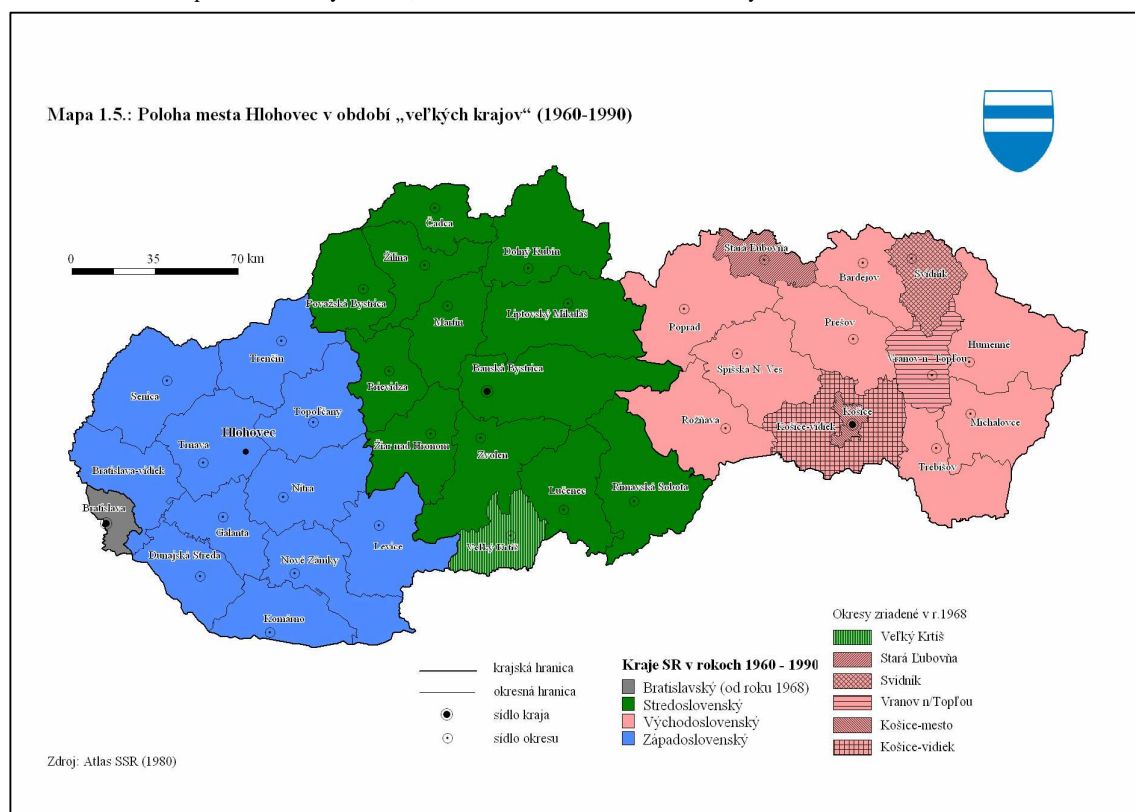 Mapa 1.5.: Poloha mesta Hlohovec v období „veľkých krajov“ (1960-1990)
0 35 70 km
Čadca
Dolný Kubín
Žilina
Považská Bystrica
Martin
Liptovský Mikuláš
Stará Ľubovňa
Bardejov
Svidník
Poprad
Prešov
Humenné
Vranov n. Topľou
Trenčín
Banská Bystrica
Spišská N. Ves
Prievidza
Senica
Topoľčany
Košice
Rožňava
Michalovce
Košice-vidiek
Hlohovec
Trnava
Žiar nad Hronom
Zvolen
Trebišov
Bratislava-vidiek
Nitra
Lučenec
Rimavská Sobota
Bratislava
Galanta
Levice
Veľký Krtíš
Dunajská Streda
Nové Zámky
Komárno
krajská hranica
okresná hranica
sídlo kraja
sídlo okresu
Kraje SR v rokoch 1960 - 1990
Bratislavský (od roku 1968)
Stredoslovenský
Východoslovenský
Západoslovenský
Okresy zriadené v r.1968
Veľký Krtíš
Stará Ľubovňa
Svidník
Vranov n/Topľou
Košice-mesto
Košice-vidiek
Zdroj: Atlas SSR (1980)